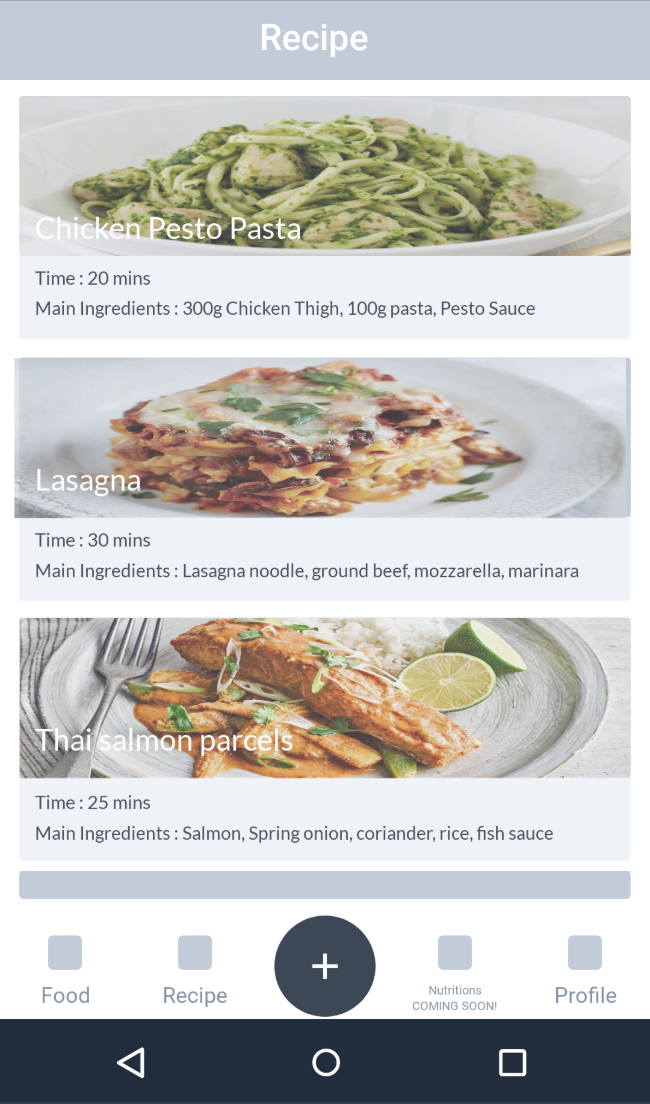 Recipe
Chicken Pesto Pasta
Time : 20 mins
Main Ingredients : 300g Chicken Thigh, 100g pasta, Pesto Sauce
Lasagna
Time : 30 mins
Main Ingredients : Lasagna noodle, ground beef, mozzarella, marinara
Thai salmon parcels
Time : 25 mins
Main Ingredients : Salmon, Spring onion, coriander, rice, fish sauce
Food
Recipe
+
Nutritions
COMING SOON!
Profile